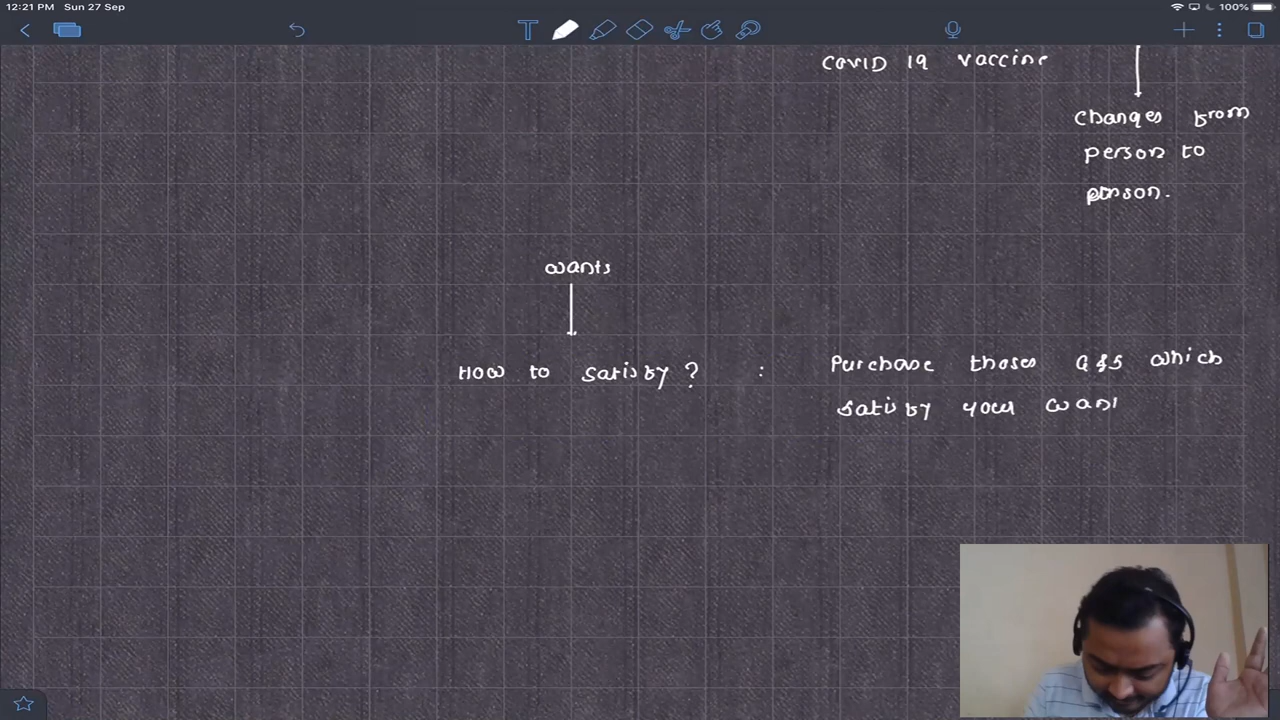 12:21 PM Sun 27 Sep
100%
T
Covid 19 vaccine
changes from
person to
person.
wants
How to satisfy ? : Purchase thoses g&s which
satisfy your want